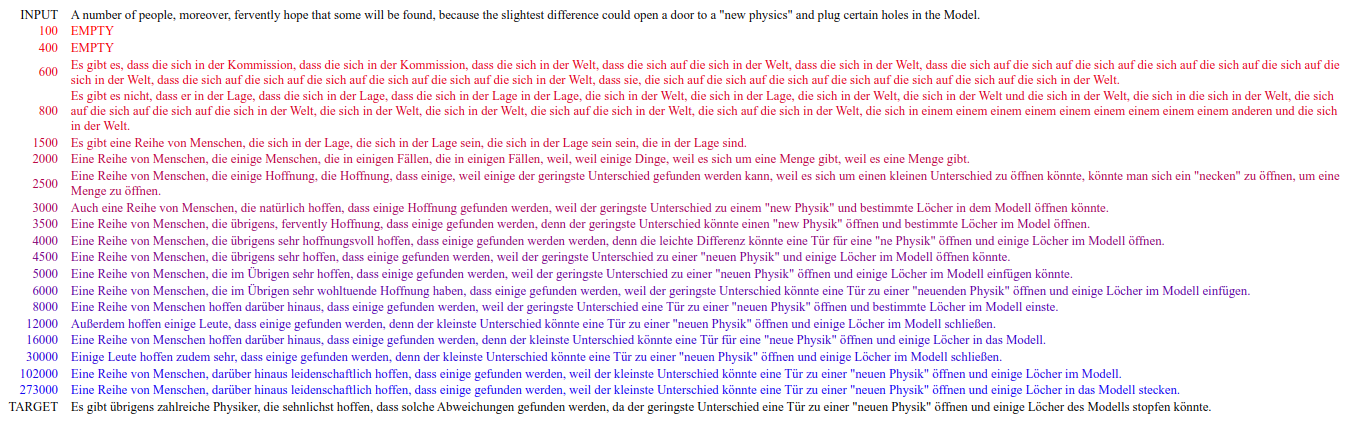 INPUT A number of people, moreover, fervently hope that some will be found, because the slightest difference could open a door to a "new physics" and plug certain holes in the Model.
100 EMPTY
400 EMPTY
600 Es gibt es, dass die sich in der Kommission, dass die sich in der Kommission, dass die sich in der Welt, dass die sich auf die sich in der Welt, dass die sich in der Welt, dass die sich auf die sich auf die sich auf die sich auf die sich auf die sich auf die
sich in der Welt, dass die sich auf die sich auf die sich auf die sich auf die sich in der Welt, dass sie, die sich auf die sich auf die sich auf die sich auf die sich auf die sich auf die sich in der Welt.
800 Es gibt es nicht, dass er in der Lage, dass die sich in der Lage, dass die sich in der Lage in der Lage, die sich in der Welt, die sich in der Lage, die sich in der Welt, die sich in der Welt und die sich in der Welt, die sich in die sich in der Welt, die sich
auf die sich auf die sich auf die sich in der Welt, die sich in der Welt, die sich in der Welt, die sich auf die sich in der Welt, die sich auf die sich in der Welt, die sich in einem einem einem einem einem einem einem einem einem anderen und die sich
in der Welt.
1500 Es gibt eine Reihe von Menschen, die sich in der Lage, die sich in der Lage sein, die sich in der Lage sein sein, die in der Lage sind.
2000 Eine Reihe von Menschen, die einige Menschen, die in einigen Fällen, die in einigen Fällen, weil, weil einige Dinge, weil es sich um eine Menge gibt, weil es eine Menge gibt.
2500 Eine Reihe von Menschen, die einige Hoffnung, die Hoffnung, dass einige, weil einige der geringste Unterschied gefunden werden kann, weil es sich um einen kleinen Unterschied zu öffnen könnte, könnte man sich ein "necken" zu öffnen, um eine
Menge zu öffnen.
3000 Auch eine Reihe von Menschen, die natürlich hoffen, dass einige Hoffnung gefunden werden, weil der geringste Unterschied zu einem "new Physik" und bestimmte Löcher in dem Modell öffnen könnte.
3500 Eine Reihe von Menschen, die übrigens, fervently Hoffnung, dass einige gefunden werden, denn der geringste Unterschied könnte einen "new Physik" öffnen und bestimmte Löcher im Model öffnen.
4000 Eine Reihe von Menschen, die übrigens sehr hoffnungsvoll hoffen, dass einige gefunden werden werden, denn die leichte Differenz könnte eine Tür für eine "ne Physik" öffnen und einige Löcher im Modell öffnen.
4500 Eine Reihe von Menschen, die übrigens sehr hoffen, dass einige gefunden werden, weil der geringste Unterschied zu einer "neuen Physik" und einige Löcher im Modell öffnen könnte.
5000 Eine Reihe von Menschen, die im Übrigen sehr hoffen, dass einige gefunden werden, weil der geringste Unterschied zu einer "neuen Physik" öffnen und einige Löcher im Modell einfügen könnte.
6000 Eine Reihe von Menschen, die im Übrigen sehr wohltuende Hoffnung haben, dass einige gefunden werden, weil der geringste Unterschied könnte eine Tür zu einer "neuenden Physik" öffnen und einige Löcher im Modell einfügen.
8000 Eine Reihe von Menschen hoffen darüber hinaus, dass einige gefunden werden, weil der geringste Unterschied eine Tür zu einer "neuen Physik" öffnen und bestimmte Löcher im Modell einste.
12000 Außerdem hoffen einige Leute, dass einige gefunden werden, denn der kleinste Unterschied könnte eine Tür zu einer "neuen Physik" öffnen und einige Löcher im Modell schließen.
16000 Eine Reihe von Menschen hoffen darüber hinaus, dass einige gefunden werden, denn der kleinste Unterschied könnte eine Tür für eine "neue Physik" öffnen und einige Löcher in das Modell.
30000 Einige Leute hoffen zudem sehr, dass einige gefunden werden, denn der kleinste Unterschied könnte eine Tür zu einer "neuen Physik" öffnen und einige Löcher im Modell schließen.
102000 Eine Reihe von Menschen, darüber hinaus leidenschaftlich hoffen, dass einige gefunden werden, weil der kleinste Unterschied könnte eine Tür zu einer "neuen Physik" öffnen und einige Löcher im Modell.
273000 Eine Reihe von Menschen, darüber hinaus leidenschaftlich hoffen, dass einige gefunden werden, weil der kleinste Unterschied könnte eine Tür zu einer "neuen Physik" öffnen und einige Löcher in das Modell stecken.
TARGET Es gibt übrigens zahlreiche Physiker, die sehnlichst hoffen, dass solche Abweichungen gefunden werden, da der geringste Unterschied eine Tür zu einer "neuen Physik" öffnen und einige Löcher des Modells stopfen könnte.